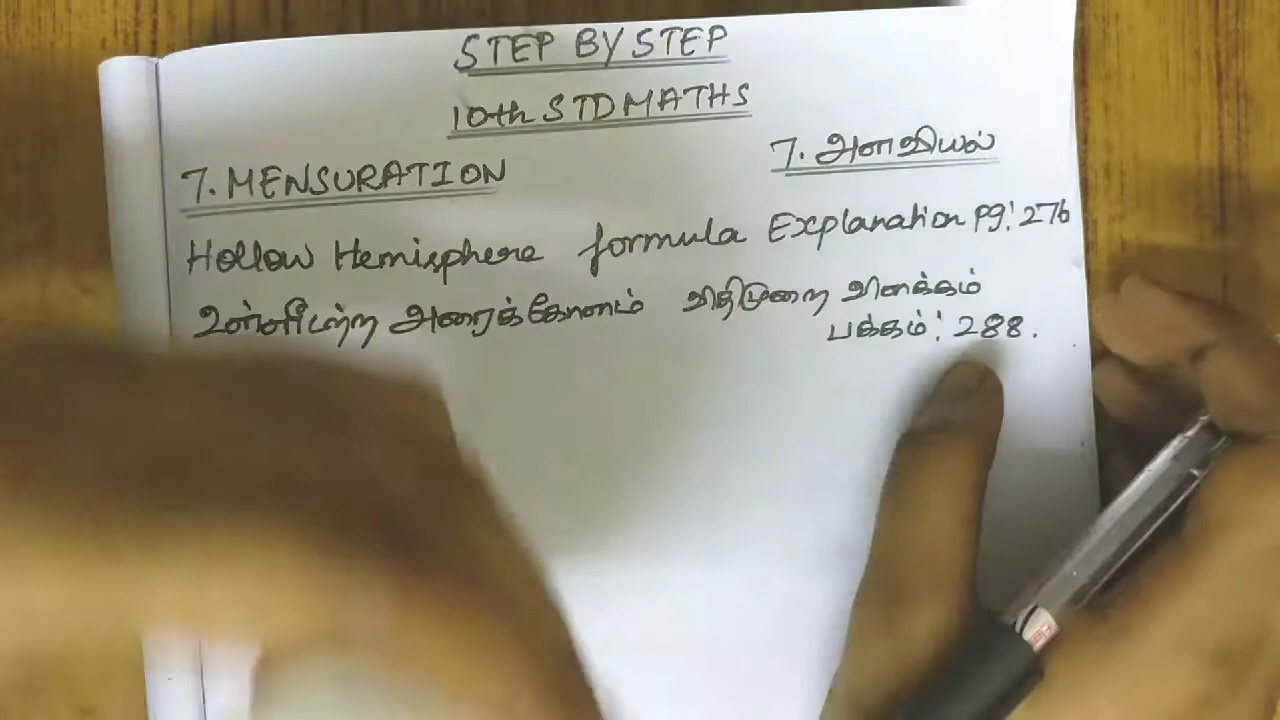 STEP BY STEP
10th STD MATHS
7. MENSURATION
7. அளவியல்
Hollow Hemisphere formula Explanation Pg: 276
உள்ளீடற்ற அரைக்கோளம் விதிமுறை விளக்கம்
பக்கம்: 288.